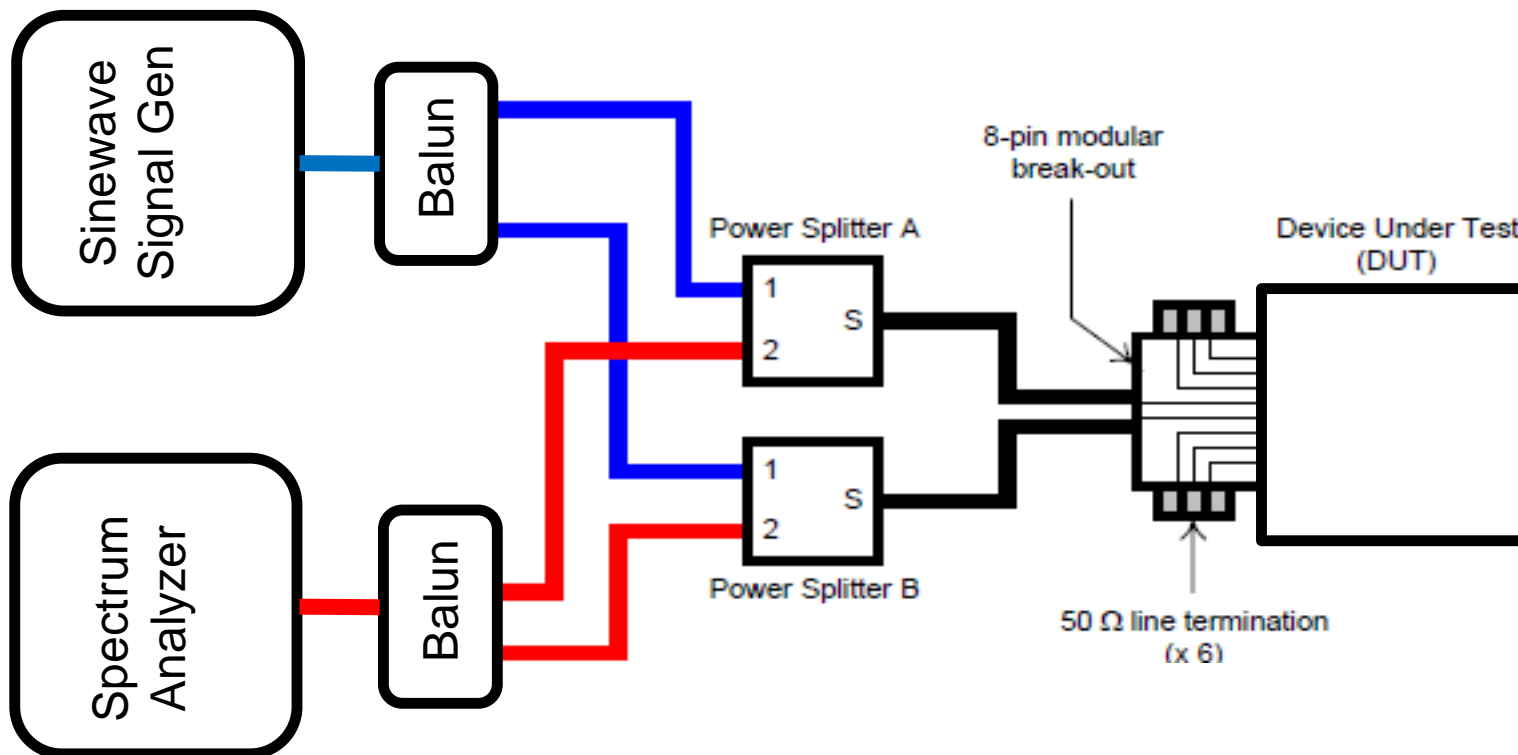 Sinewave
Signal Gen
Balun
8-pin modular
break-out
Power Splitter A
1
2
S
Device Under Test
(DUT)
1
2
S
Power Splitter B
Spectrum
Analyzer
Balun
50 Ω line termination
(x 6)